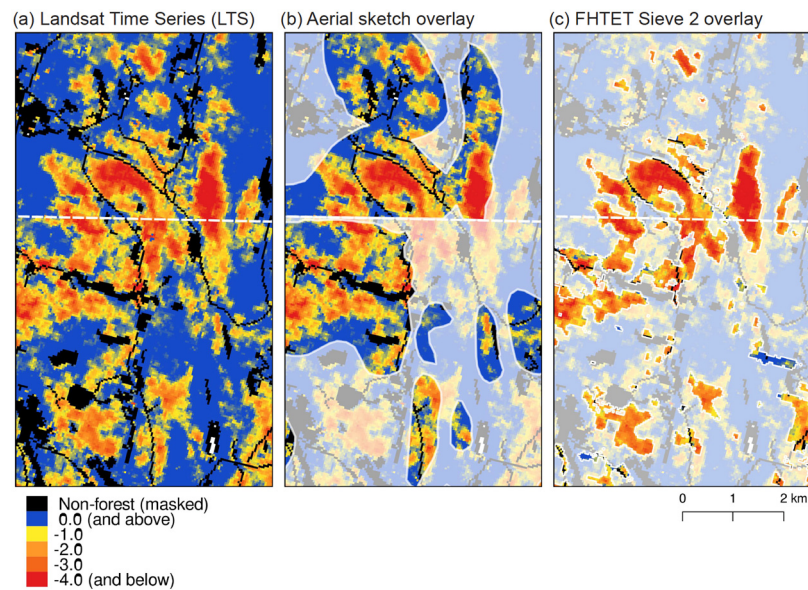 (a) Landsat Time Series (LTS)
(b) Aerial sketch overlay
(c) FHTET Sieve 2 overlay
Non-forest (masked)
0.0 (and above)
-1.0
-2.0
-3.0
-4.0 (and below)
0 1 2 km